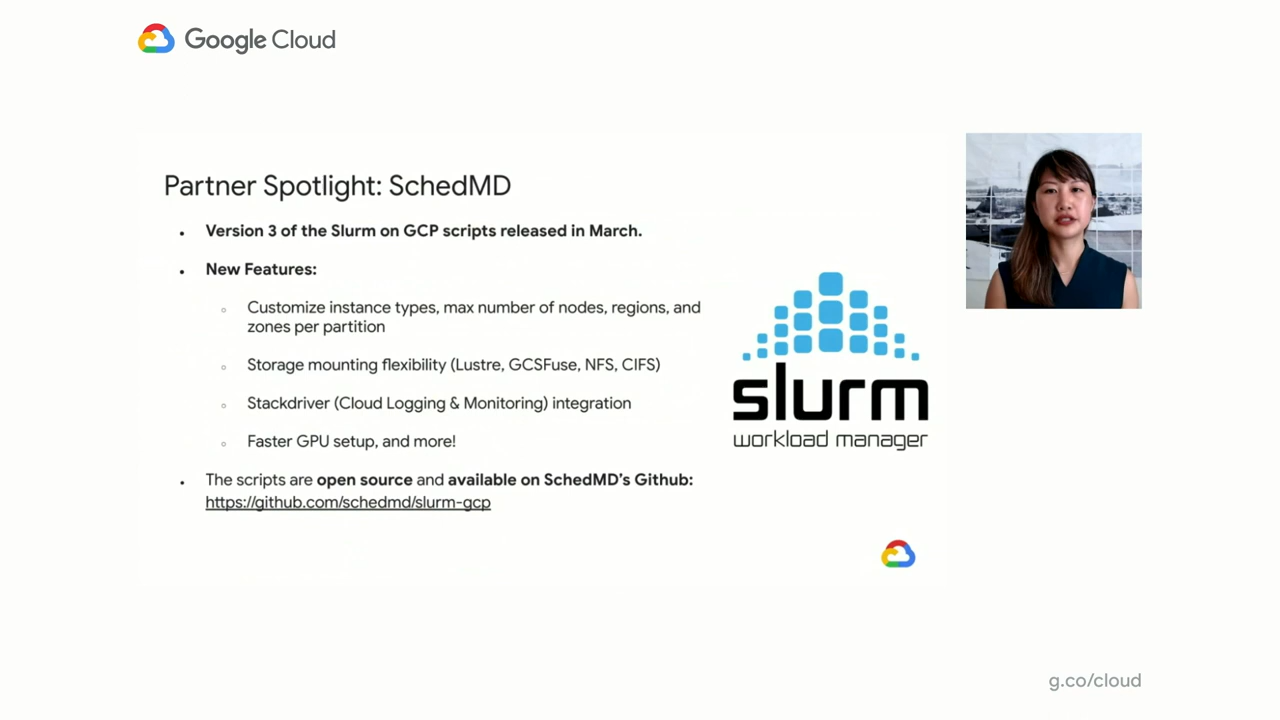 Google Cloud
Partner Spotlight: SchedMD
• Version 3 of the Slurm on GCP scripts released in March.
• New Features:
○ Customize instance types, max number of nodes, regions, and
zones per partition
○ Storage mounting flexibility (Lustre, GCSFuse, NFS, CIFS)
○ Stackdriver (Cloud Logging & Monitoring) integration
○ Faster GPU setup, and more!
• The scripts are open source and available on SchedMD's Github:
https://github.com/schedmd/slurm-gcp
slurm
workload manager
g.co/cloud